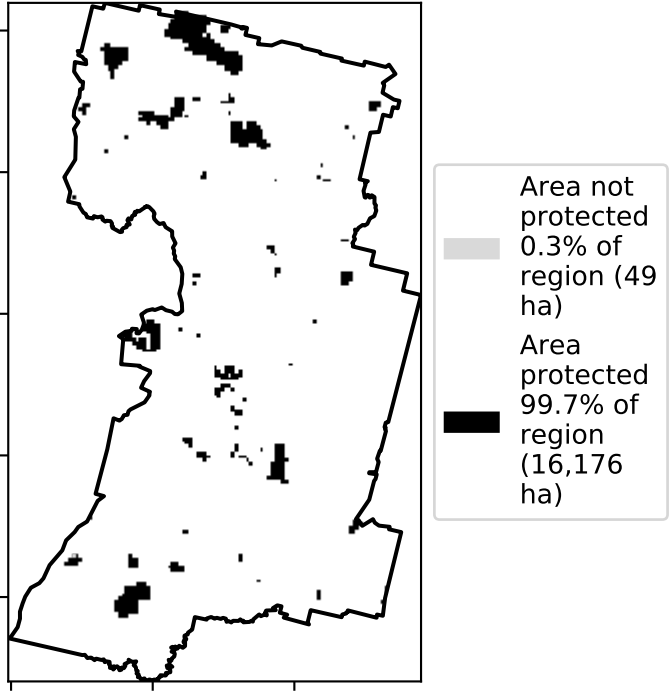 Area not
protected
0.3% of
region (49
ha)
Area
protected
99.7% of
region
(16,176
ha)